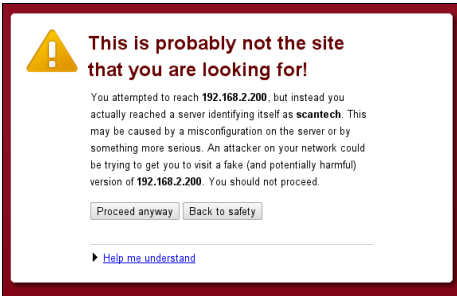 This is probably not the site
that you are looking for!
You attempted to reach 192.168.2.200, but instead you
actually reached a server identifying itself as scantech. This
may be caused by a misconfiguration on the server or by
something more serious. An attacker on your network could
be trying to get you to visit a fake (and potentially harmful)
version of 192.168.2.200. You should not proceed.
Proceed anyway Back to safety
Help me understand